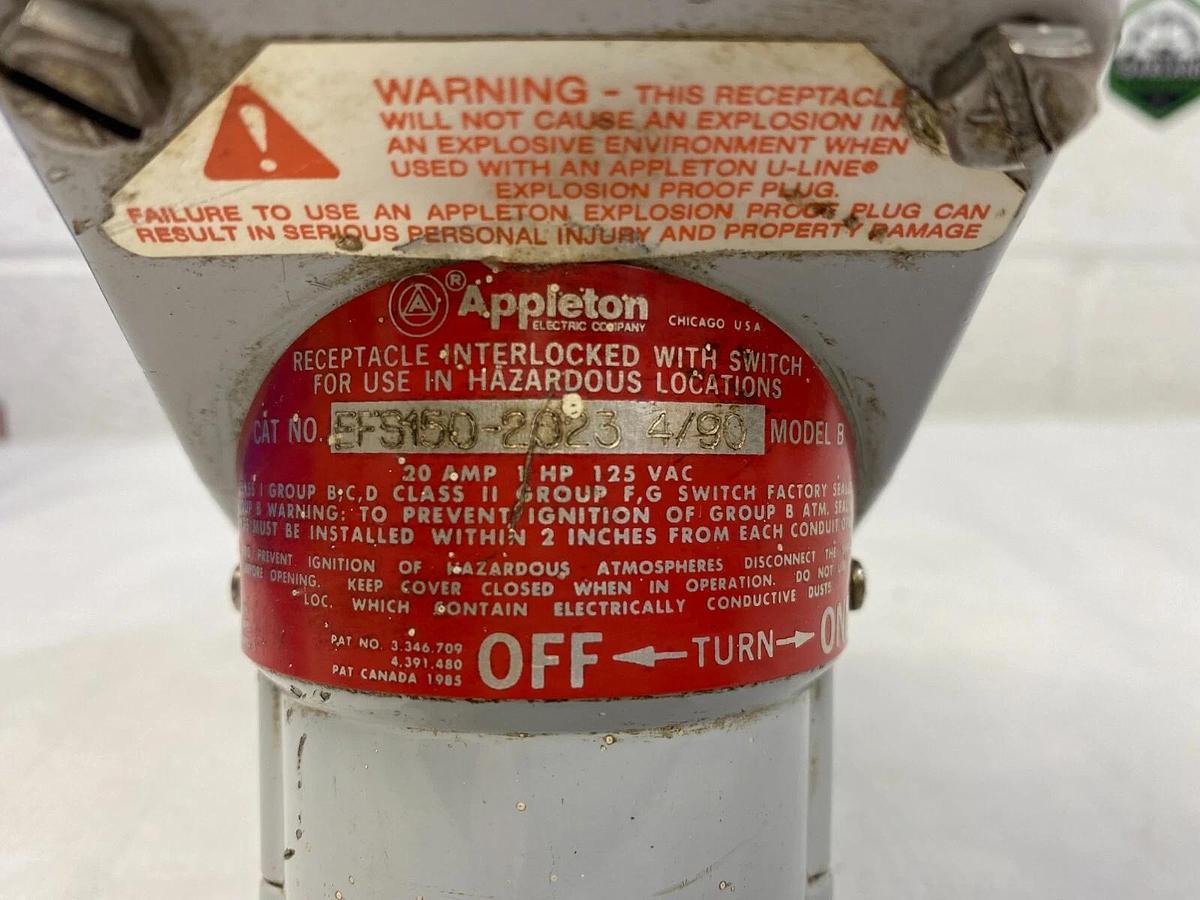 WARNING - THIS RECEPTACLE
WILL NOT CAUSE AN EXPLOSION IN
AN EXPLOSIVE ENVIRONMENT WHEN
USED WITH AN APPLETON U-LINE®
EXPLOSION PROOF PLUG.
FAILURE TO USE AN APPLETON EXPLOSION PROOF PLUG CAN
RESULT IN SERIOUS PERSONAL INJURY AND PROPERTY DAMAGE
A ® Appleton
ELECTRIC COMPANY CHICAGO USA
RECEPTACLE INTERLOCKED WITH SWITCH
FOR USE IN HAZARDOUS LOCATIONS
CAT NO. EFS150-2023 4/90 MODEL B
20 AMP 1 HP 125 VAC
I GROUP B,C,D CLASS II GROUP F,G SWITCH FACTORY
B WARNING: TO PREVENT IGNITION OF GROUP B ATM.
MUST BE INSTALLED WITHIN 2 INCHES FROM EACH CONDUIT
TO PREVENT IGNITION OF HAZARDOUS ATMOSPHERES DISCONNECT THE
OPENING. KEEP COVER CLOSED WHEN IN OPERATION. DO NOT
LOC. WHICH CONTAIN ELECTRICALLY CONDUCTIVE DUSTS
PAT NO. 3.346.709
4.391.480
PAT CANADA 1985
OFF ←TURN→ ON